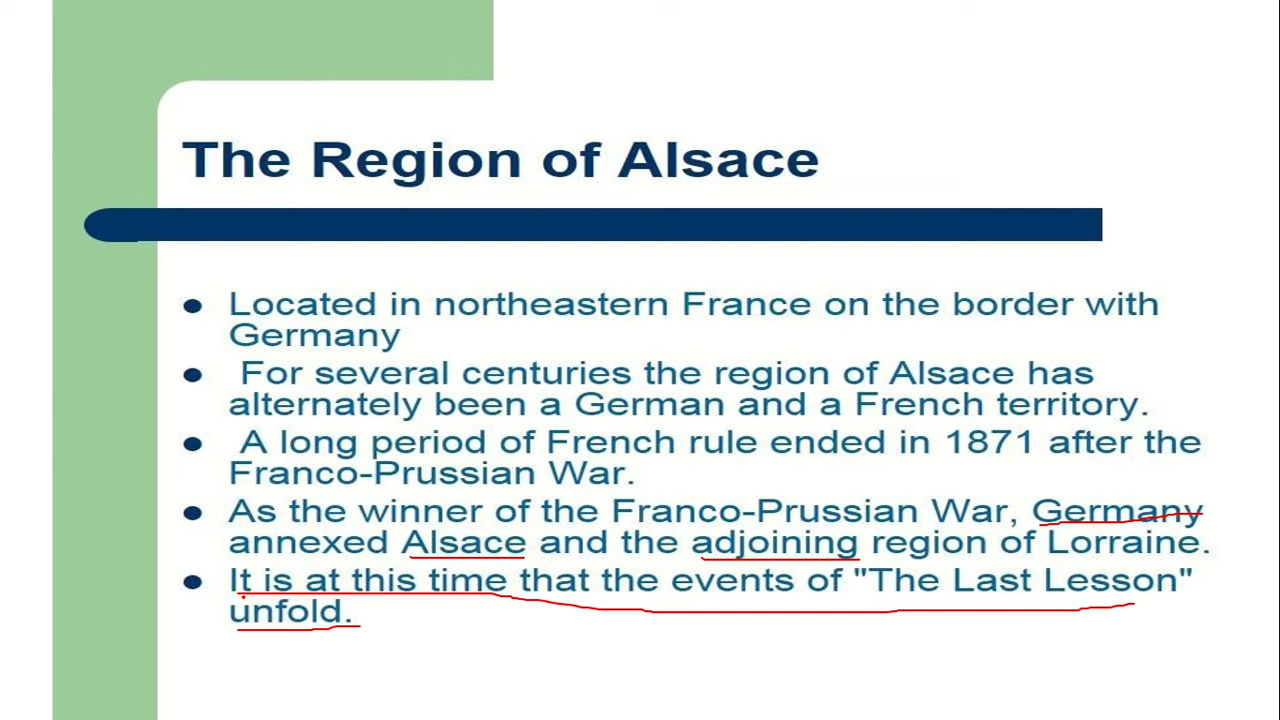 The Region of Alsace
Located in northeastern France on the border with
Germany
For several centuries the region of Alsace has
alternately been a German and a French territory.
A long period of French rule ended in 1871 after the
Franco-Prussian War.
As the winner of the Franco-Prussian War, Germany
annexed Alsace and the adjoining region of Lorraine.
It is at this time that the events of "The Last Lesson"
unfold.